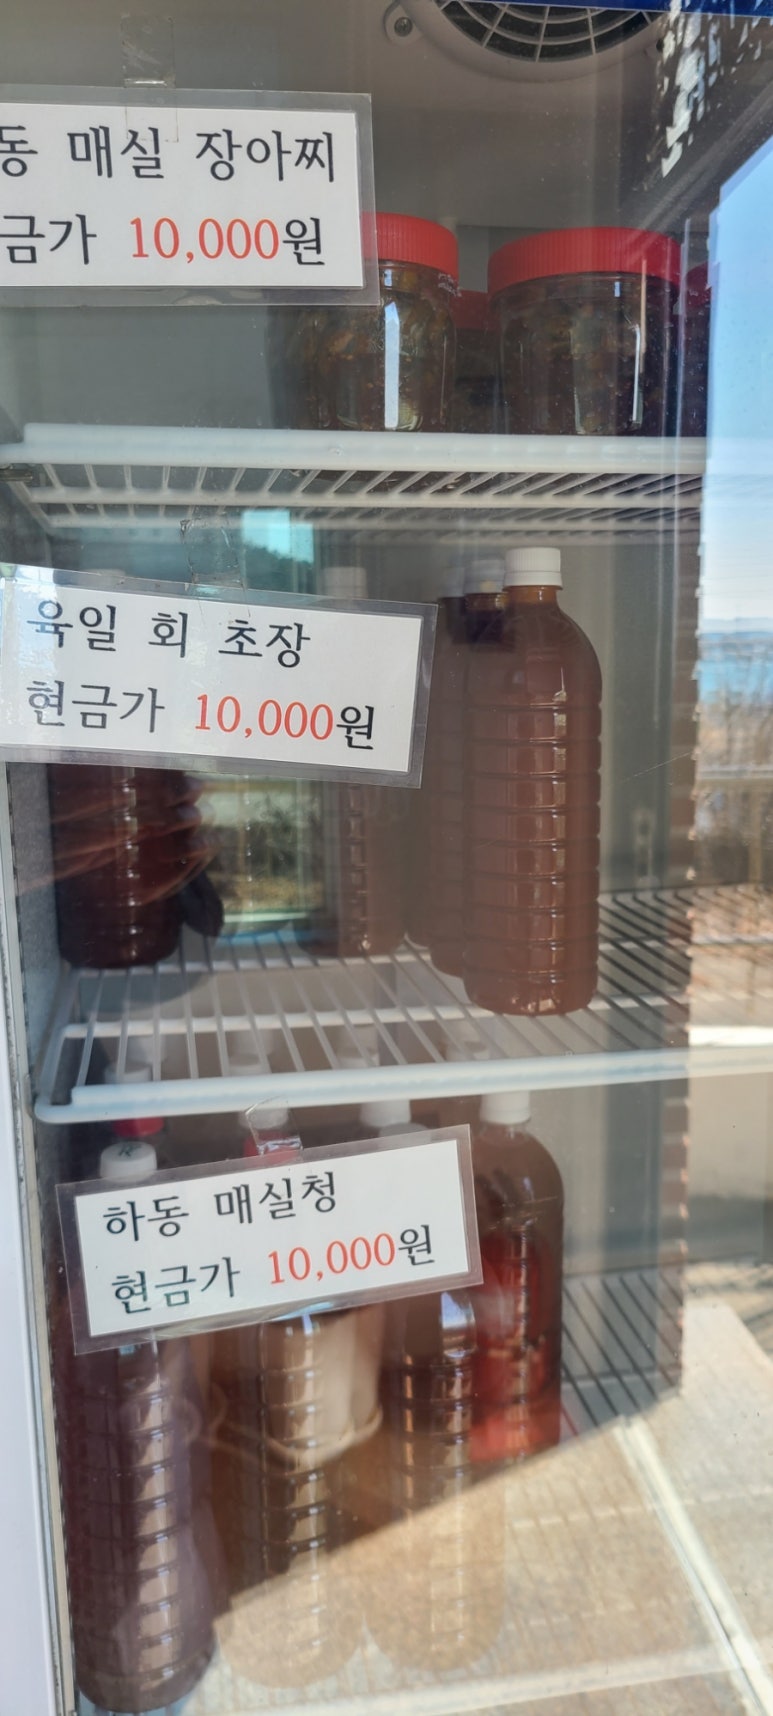 동 매실 장아찌
금가 10,000원
육일 회 초장
현금가 10,000원
하동 매실청
현금가 10,000원